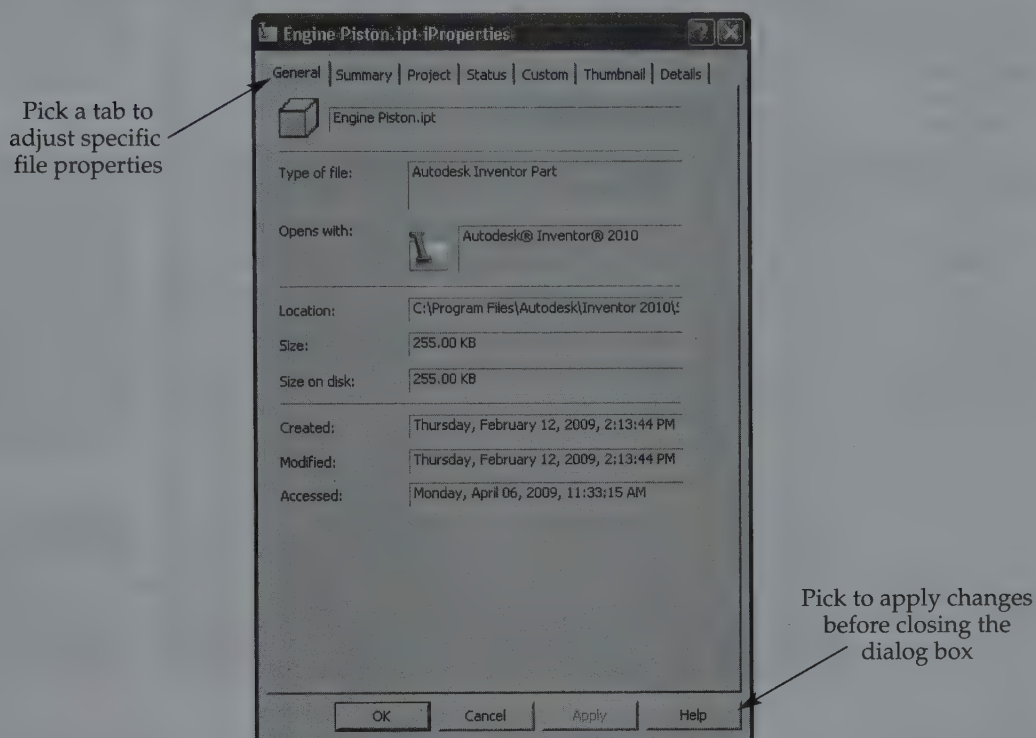 Engine Piston.ipt iProperties
General Summary Project Status Custom Thumbnail Details
Pick a tab to
adjust specific
file properties
Engine Piston.ipt
Type of file: Autodesk Inventor Part
Opens with: Autodesk® Inventor® 2010
Location: C:\Program Files\Autodesk\Inventor 2010\
Size: 255.00 KB
Size on disk: 255.00 KB
Created: Thursday, February 12, 2009, 2:13:44 PM
Modified: Thursday, February 12, 2009, 2:13:44 PM
Accessed: Monday, April 06, 2009, 11:33:15 AM
Pick to apply changes
before closing the
dialog box
OK Cancel Apply Help